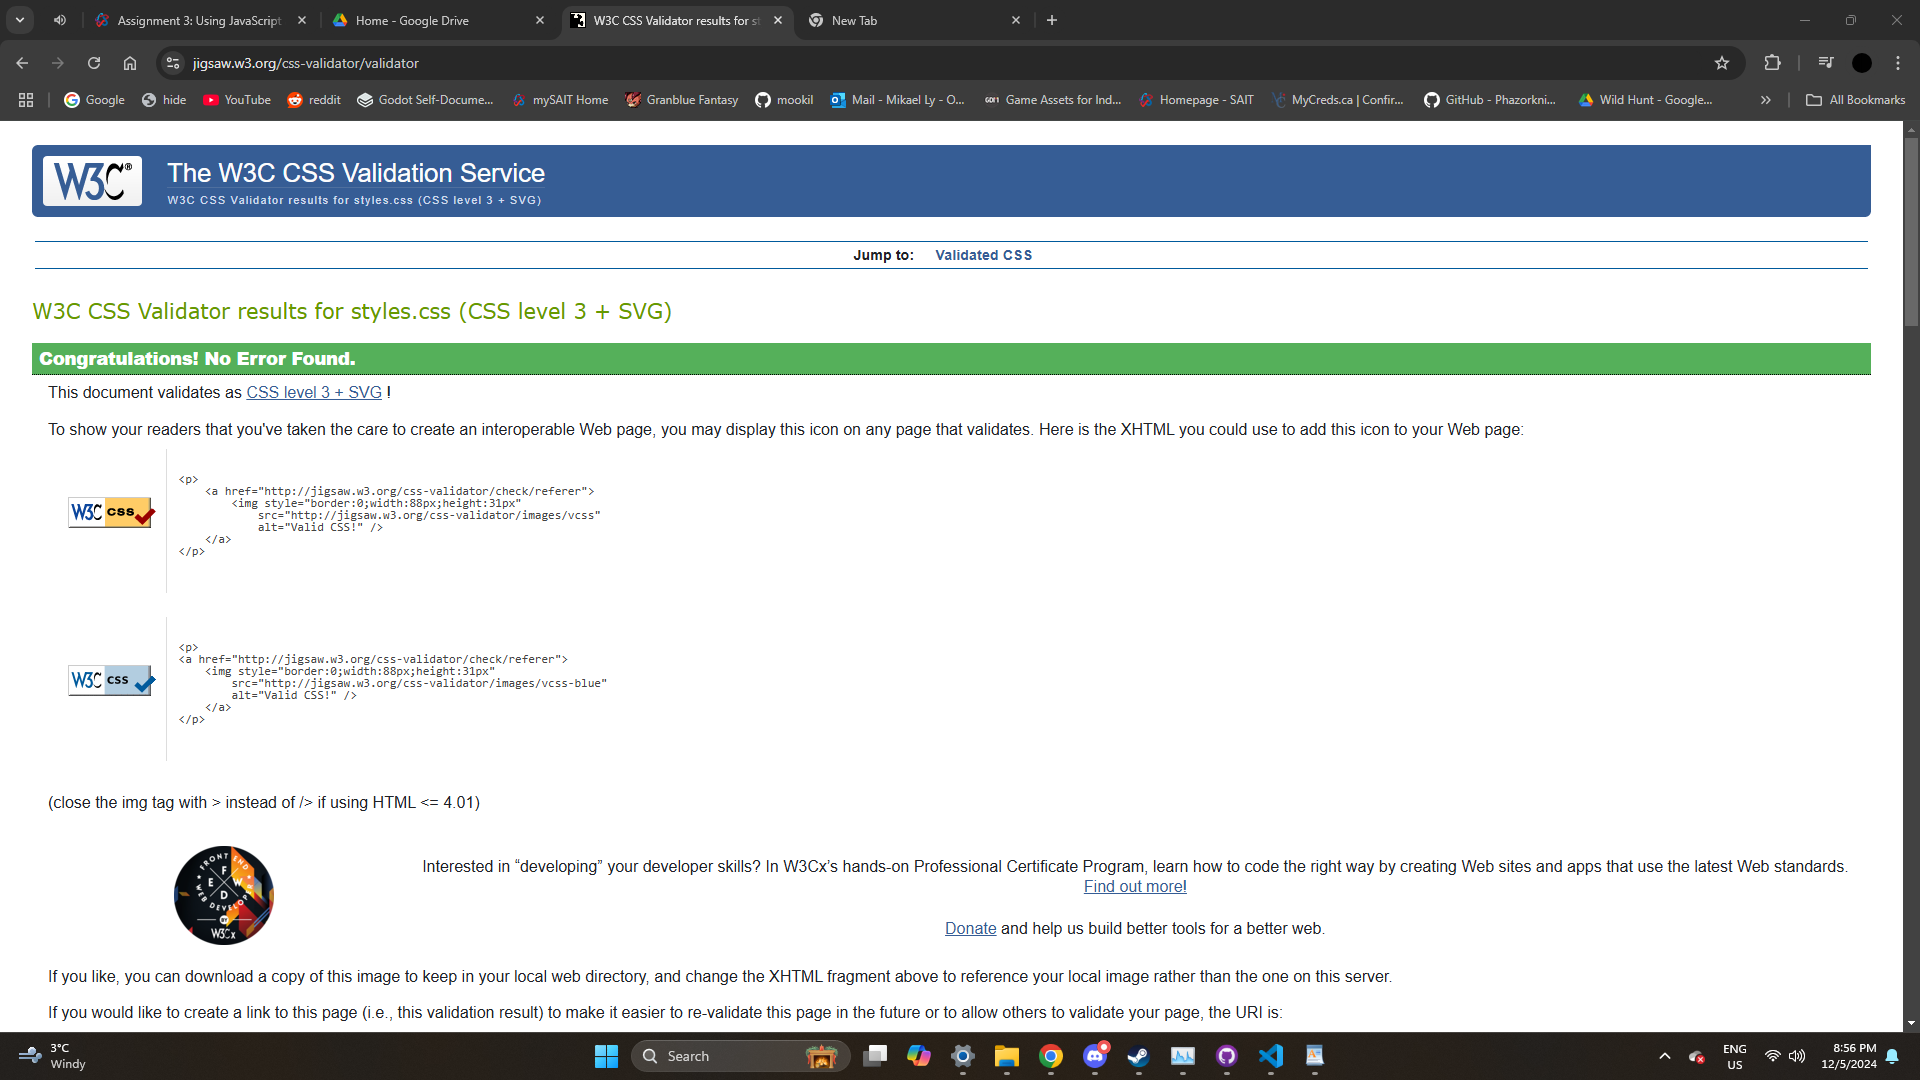 Assignment 3: Using JavaScript
Home - Google Drive
W3C CSS Validator results for st
New Tab
jigsaw.w3.org/css-validator/validator
Google
hide
YouTube
reddit
Godot Self-Docume...
mySAIT Home
Granblue Fantasy
mookil
Mail - Mikael Ly - O...
Game Assets for Ind...
Homepage - SAIT
MyCreds.ca | Confir...
GitHub - Phazorkni...
Wild Hunt - Google...
All Bookmarks
W3C®
The W3C CSS Validation Service
W3C CSS Validator results for styles.css (CSS level 3 + SVG)
Jump to: Validated CSS
W3C CSS Validator results for styles.css (CSS level 3 + SVG)
Congratulations! No Error Found.
This document validates as CSS level 3 + SVG !
To show your readers that you've taken the care to create an interoperable Web page, you may display this icon on any page that validates. Here is the XHTML you could use to add this icon to your Web page:
W3C css
<p>
<a href="http://jigsaw.w3.org/css-validator/check/referer">
<img style="border:0;width:88px;height:31px"
src="http://jigsaw.w3.org/css-validator/images/vcss"
alt="Valid CSS!" />
</a>
</p>
W3C css
<p>
<a href="http://jigsaw.w3.org/css-validator/check/referer">
<img style="border:0;width:88px;height:31px"
src="http://jigsaw.w3.org/css-validator/images/vcss-blue"
alt="Valid CSS!" />
</a>
</p>
(close the img tag with > instead of /> if using HTML <= 4.01)
FRONT END
F
E W
D
WEB DEVELOPER
W3Cx
Interested in “developing” your developer skills? In W3Cx’s hands-on Professional Certificate Program, learn how to code the right way by creating Web sites and apps that use the latest Web standards.
Find out more!
Donate and help us build better tools for a better web.
If you like, you can download a copy of this image to keep in your local web directory, and change the XHTML fragment above to reference your local image rather than the one on this server.
If you would like to create a link to this page (i.e., this validation result) to make it easier to re-validate this page in the future or to allow others to validate your page, the URI is:
3°C
Windy
Search
ENG
US
8:56 PM
12/5/2024